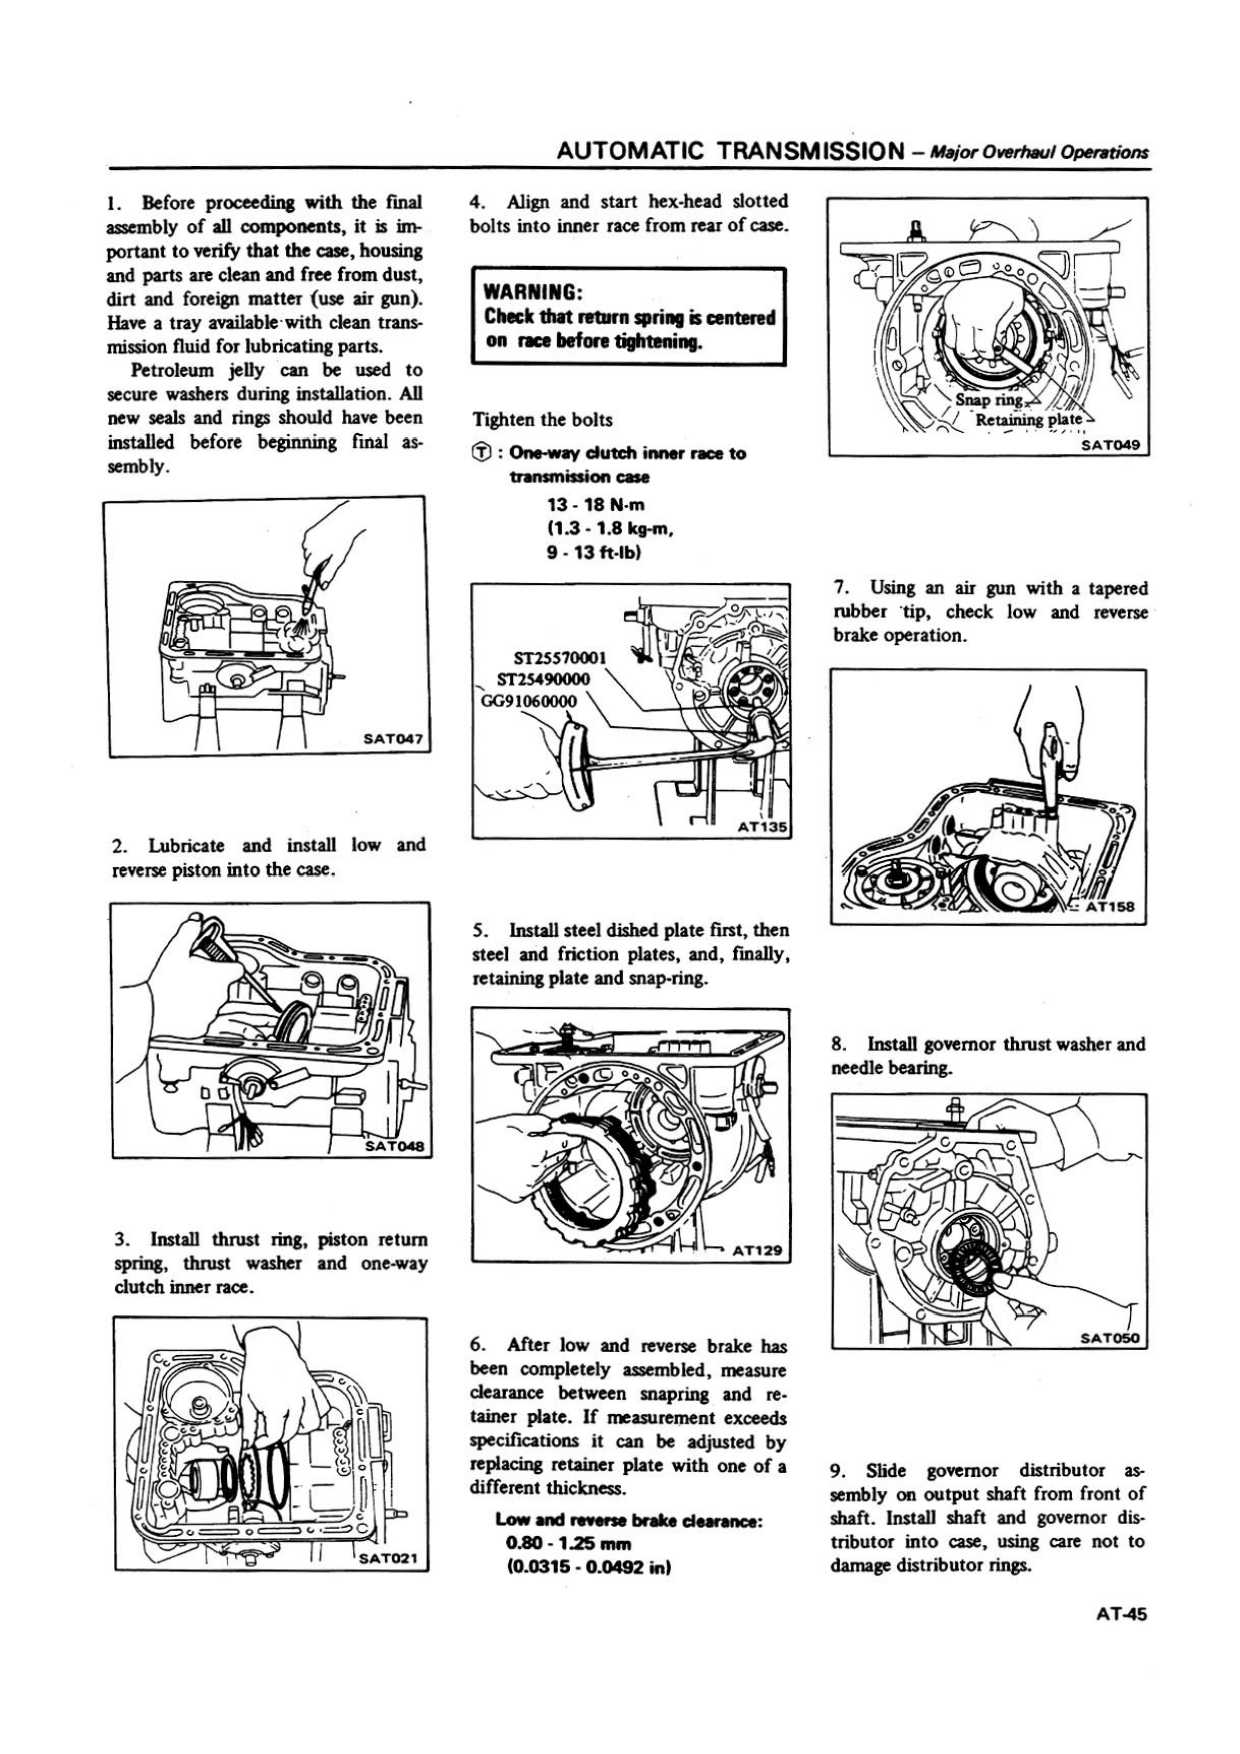 AUTOMATIC TRANSMISSION – Major Overhaul Operations
1. Before proceeding with the final
assembly of all components, it is im-
portant to verify that the case, housing
and parts are clean and free from dust,
dirt and foreign matter (use air gun).
Have a tray available with clean trans-
mission fluid for lubricating parts.
Petroleum jelly can be used to
secure washers during installation. All
new seals and rings should have been
installed before beginning final as-
sembly.
SAT047
2. Lubricate and install low and
reverse piston into the case.
SAT048
3. Install thrust ring, piston return
spring, thrust washer and one-way
clutch inner race.
SAT021
4. Align and start hex-head slotted
bolts into inner race from rear of case.
WARNING:
Check that return spring is centered
on race before tightening.
Tighten the bolts
Ⓣ : One-way clutch inner race to
transmission case
13 - 18 N·m
(1.3 - 1.8 kg-m,
9 - 13 ft-lb)
ST25570001
ST25490000
GG91060000
AT135
5. Install steel dished plate first, then
steel and friction plates, and, finally,
retaining plate and snap-ring.
AT129
6. After low and reverse brake has
been completely assembled, measure
clearance between snapring and re-
tainer plate. If measurement exceeds
specifications it can be adjusted by
replacing retainer plate with one of a
different thickness.
Low and reverse brake clearance:
0.80 - 1.25 mm
(0.0315 - 0.0492 in)
Snap ring
Retaining plate
SAT049
7. Using an air gun with a tapered
rubber tip, check low and reverse
brake operation.
AT158
8. Install governor thrust washer and
needle bearing.
SAT050
9. Slide governor distributor as-
sembly on output shaft from front of
shaft. Install shaft and governor dis-
tributor into case, using care not to
damage distributor rings.
AT-45